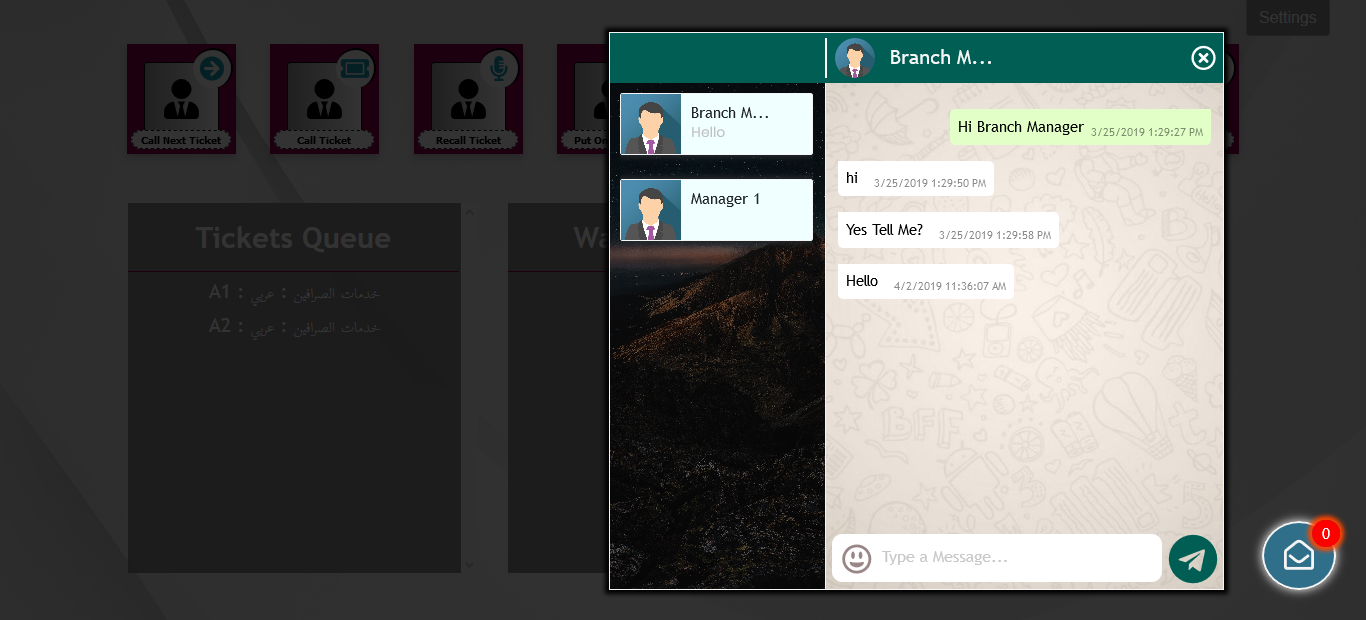 Settings
Call Next Ticket
Call Ticket
Recall Ticket
Put On
Tickets Queue
Wa
A1 : خدمات الصرافين : عربي
A2 : خدمات الصرافين : عربي
Branch M...
Branch M...
Hello
Manager 1
Hi Branch Manager 3/25/2019 1:29:27 PM
hi 3/25/2019 1:29:50 PM
Yes Tell Me? 3/25/2019 1:29:58 PM
Hello 4/2/2019 11:36:07 AM
Type a Message...
0